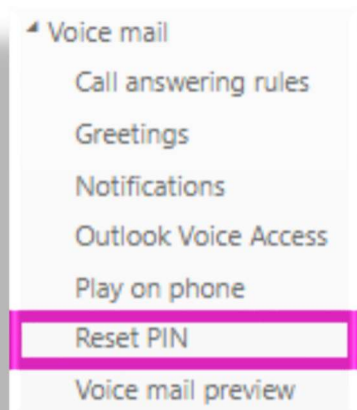 Voice mail
Call answering rules
Greetings
Notifications
Outlook Voice Access
Play on phone
Reset PIN
Voice mail preview